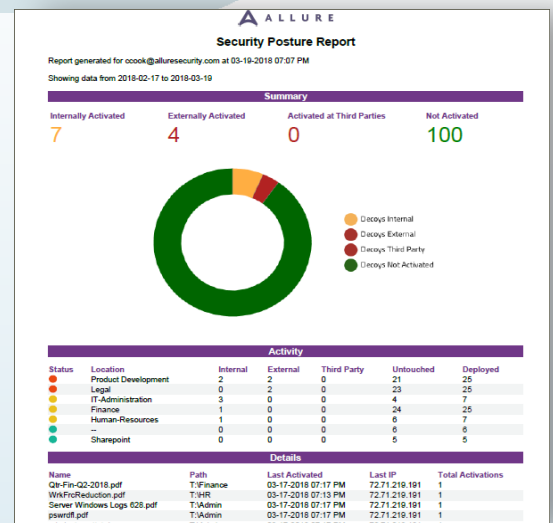 ALLURE
Security Posture Report
Report generated for ccook@alluresecurity.com at 03-19-2018 07:07 PM
Showing data from 2018-02-17 to 2018-03-19
Summary
Internally Activated Externally Activated Activated at Third Parties Not Activated
7 4 0 100
Decoys Internal
Decoys External
Decoys Third Party
Decoys Not Activated
Activity
Status Location Internal External Third Party Untouched Deployed
Product Development 2 2 0 21 25
Legal 0 2 0 23 25
IT-Administration 3 0 0 4 7
Finance 1 0 0 24 25
Human-Resources 1 0 0 6 7
-- 0 0 0 6 6
Sharepoint 0 0 0 5 5
Details
Name Path Last Activated Last IP Total Activations
Qtr-Fin-Q2-2018.pdf T:\Finance 03-17-2018 07:17 PM 72.71.219.191 1
WrkFrcReduction.pdf T:\HR 03-17-2018 07:13 PM 72.71.219.191 1
Server Windows Logs 628.pdf T:\Admin 03-17-2018 07:17 PM 72.71.219.191 1
pswrdfl.pdf T:\Admin 03-17-2018 07:17 PM 72.71.219.191 1